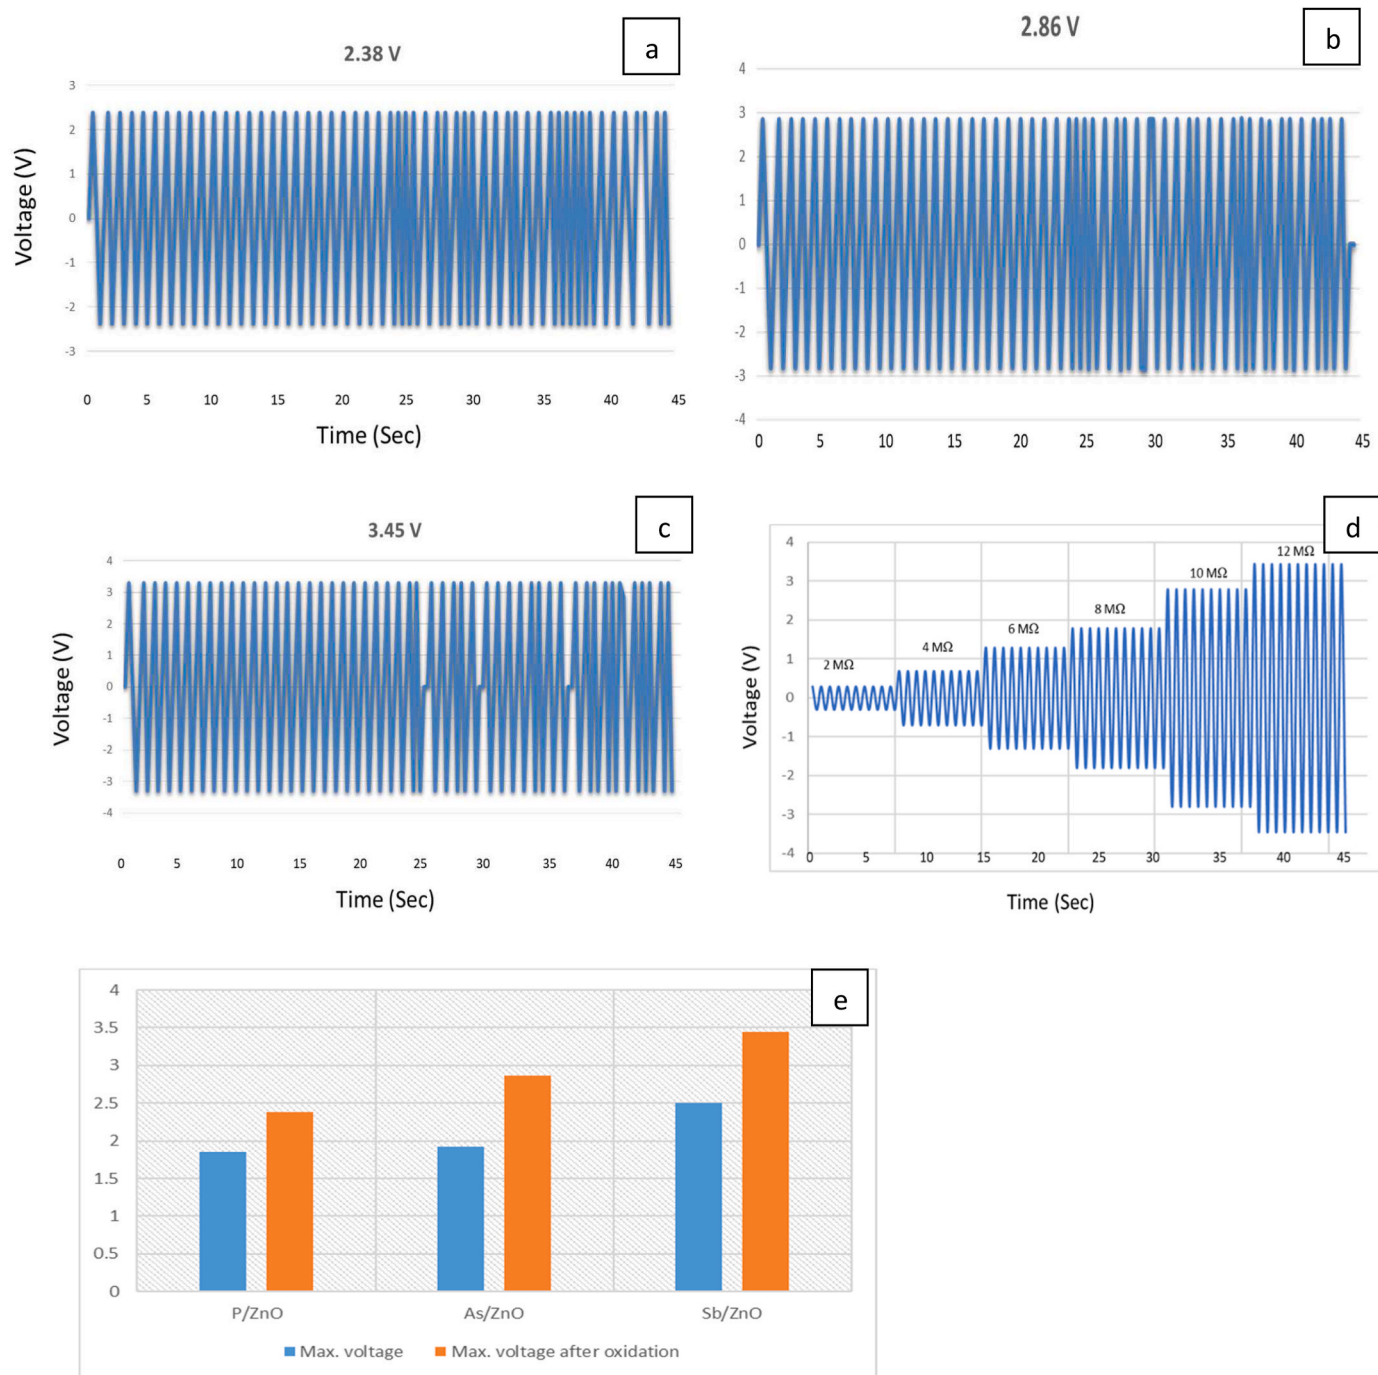 2.38 V
a
3
2
1
0
-1
-2
-3
Voltage (V)
0 5 10 15 20 25 30 35 40 45
Time (Sec)
2.86 V
b
4
3
2
1
0
-1
-2
-3
-4
0 5 10 15 20 25 30 35 40 45
3.45 V
c
4
3
2
1
0
-1
-2
-3
-4
Voltage (V)
0 5 10 15 20 25 30 35 40 45
Time (Sec)
d
4
3
2
1
0
-1
-2
-3
-4
Voltage (V)
2 MΩ
4 MΩ
6 MΩ
8 MΩ
10 MΩ
12 MΩ
0 5 10 15 20 25 30 35 40 45
Time (Sec)
e
4
3.5
3
2.5
2
1.5
1
0.5
0
P/ZnO As/ZnO Sb/ZnO
Max. voltage Max. voltage after oxidation